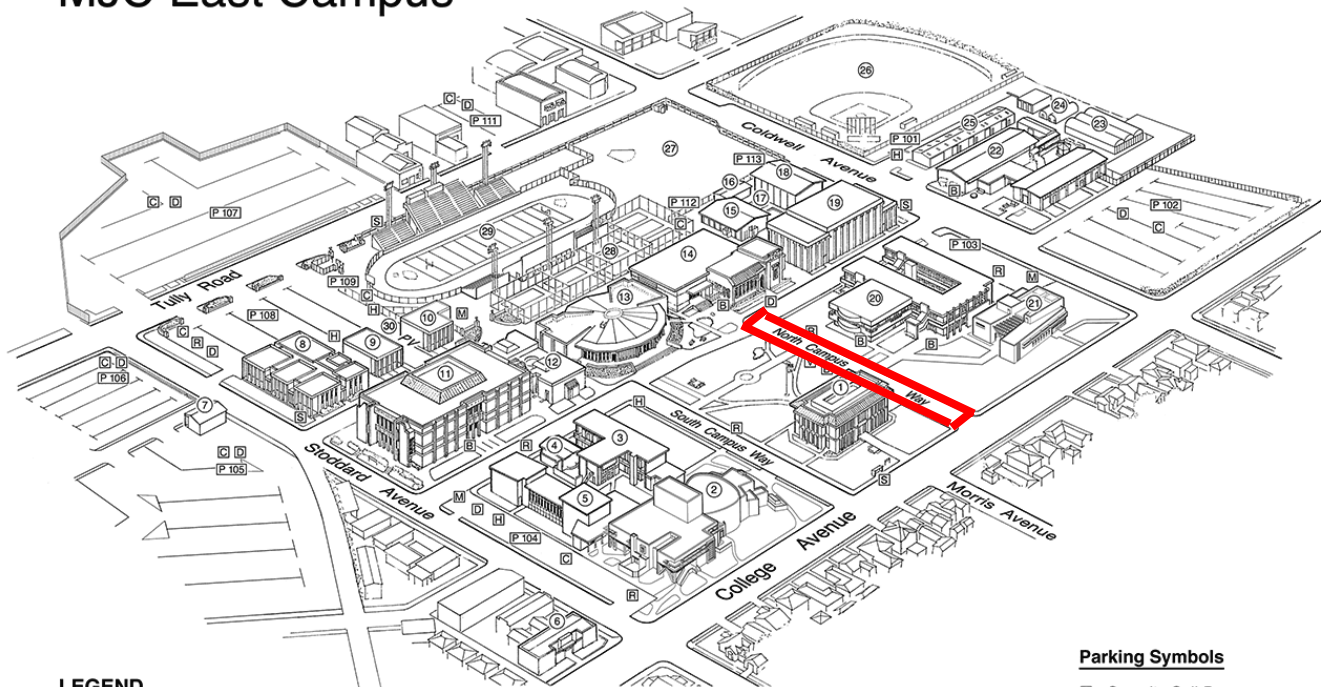 MJC East Campus
26
24
C
D
P 111
Coldwell Avenue
P 101
H
25
23
22
B
27
P 113
16
18
17
15
19
S
P 112
C
C
D
P 107
S
29
28
14
P 102
D
C
P 103
R
M
21
20
B
D
B
B
Tully Road
P 109
C
H
30
10
M
PVT
13
12
R
North Campus Way
1
C
R
D
P 108
H
8
9
11
C
D
P 106
7
S
B
H
South Campus Way
R
S
Morris Avenue
C
D
P 105
Stoddard Avenue
R
4
3
5
2
M
D
H
P 104
C
R
College Avenue
6
LEGEND
Parking Symbols